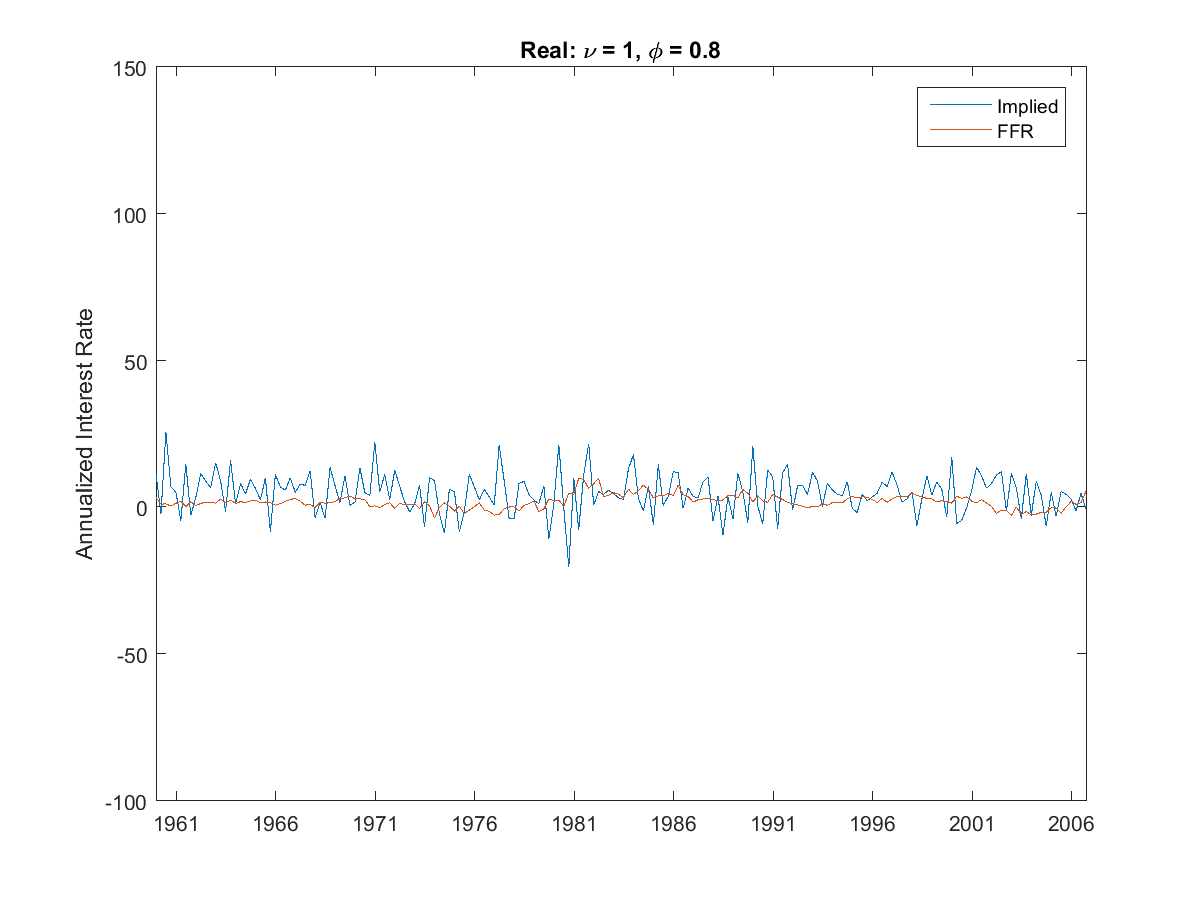 Real: ν = 1, ϕ = 0.8
Implied
FFR
Annualized Interest Rate
150
100
50
0
-50
-100
1961 1966 1971 1976 1981 1986 1991 1996 2001 2006